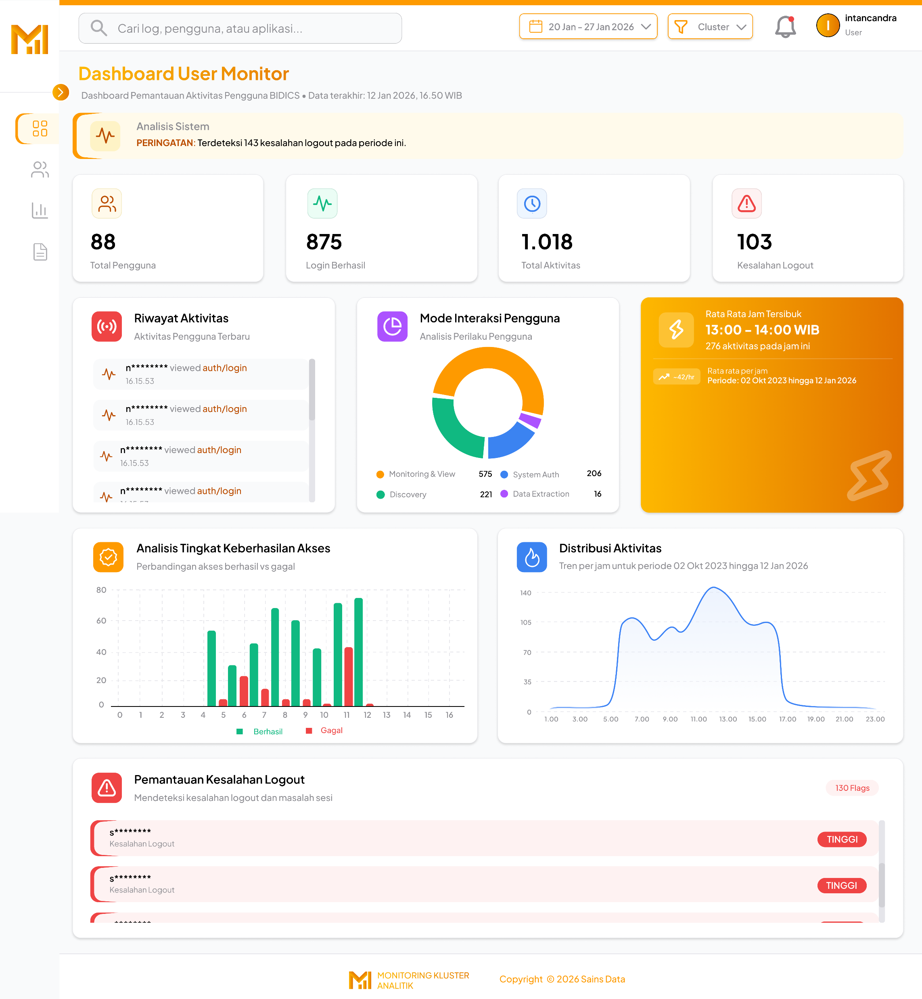 Cari log, pengguna, atau aplikasi...
20 Jan - 27 Jan 2026
Cluster
I
intancandra
User
Dashboard User Monitor
Dashboard Pemantauan Aktivitas Pengguna BIDICS • Data terakhir: 12 Jan 2026, 16.50 WIB
Analisis Sistem
PERINGATAN: Terdeteksi 143 kesalahan logout pada periode ini.
88
Total Pengguna
875
Login Berhasil
1.018
Total Aktivitas
103
Kesalahan Logout
Riwayat Aktivitas
Aktivitas Pengguna Terbaru
n******** viewed auth/login
16.15.53
n******** viewed auth/login
16.15.53
n******** viewed auth/login
16.15.53
n******** viewed auth/login
Mode Interaksi Pengguna
Analisis Perilaku Pengguna
Monitoring & View 575
System Auth 206
Discovery 221
Data Extraction 16
Rata Rata Jam Tersibuk
13:00 - 14:00 WIB
276 aktivitas pada jam ini
~42/hr
Rata rata per jam
Periode: 02 Okt 2023 hingga 12 Jan 2026
Analisis Tingkat Keberhasilan Akses
Perbandingan akses berhasil vs gagal
80
60
40
20
0
0 1 2 3 4 5 6 7 8 9 10 11 12 13 14 15 16
Berhasil Gagal
Distribusi Aktivitas
Tren per jam untuk periode 02 Okt 2023 hingga 12 Jan 2026
140
105
70
35
0
1.00 3.00 5.00 7.00 9.00 11.00 13.00 15.00 17.00 19.00 21.00 23.00
Pemantauan Kesalahan Logout
Mendeteksi kesalahan logout dan masalah sesi
130 Flags
s********
Kesalahan Logout
TINGGI
s********
Kesalahan Logout
TINGGI
MONITORING KLUSTER
ANALITIK
Copyright © 2026 Sains Data